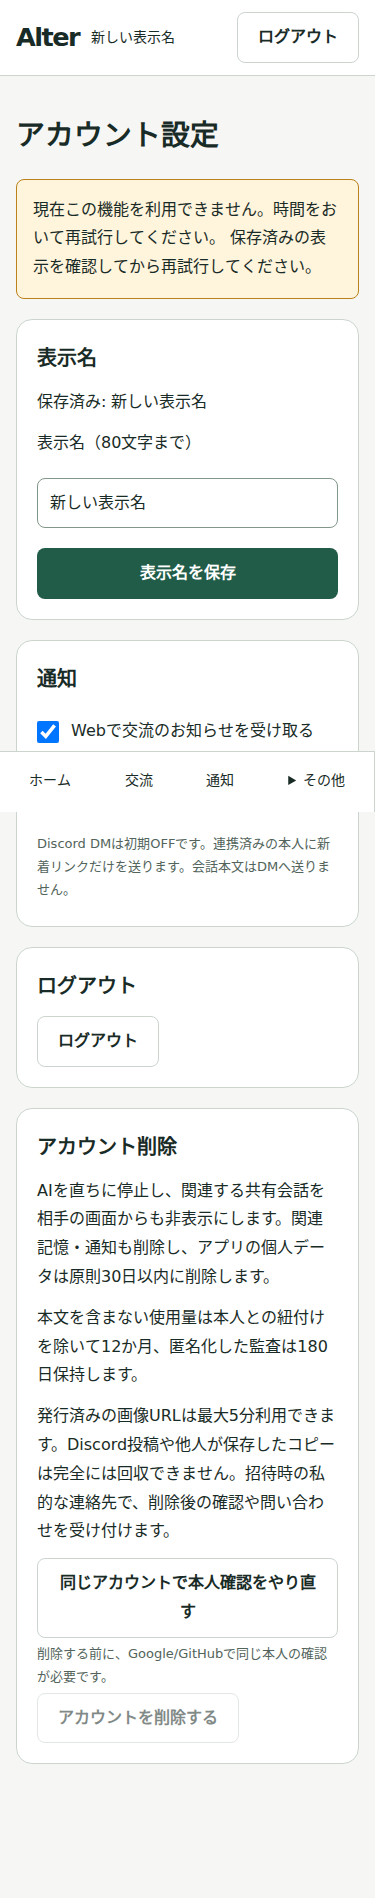 Alter 新しい表示名 ログアウト
アカウント設定
現在この機能を利用できません。時間をお
いて再試行してください。 保存済みの表
示を確認してから再試行してください。
表示名
保存済み: 新しい表示名
表示名（80文字まで）
新しい表示名
表示名を保存
通知
Webで交流のお知らせを受け取る
ホーム 交流 通知 ▶ その他
Discord DMは初期OFFです。連携済みの本人に新
着リンクだけを送ります。会話本文はDMへ送りま
せん。
ログアウト
ログアウト
アカウント削除
AIを直ちに停止し、関連する共有会話を
相手の画面からも非表示にします。関連
記憶・通知も削除し、アプリの個人デー
タは原則30日以内に削除します。
本文を含まない使用量は本人との紐付け
を除いて12か月、匿名化した監査は180
日保持します。
発行済みの画像URLは最大5分利用できま
す。Discord投稿や他人が保存したコピー
は完全には回収できません。招待時の私
的な連絡先で、削除後の確認や問い合わ
せを受け付けます。
同じアカウントで本人確認をやり直
す
削除する前に、Google/GitHubで同じ本人の確認
が必要です。
アカウントを削除する